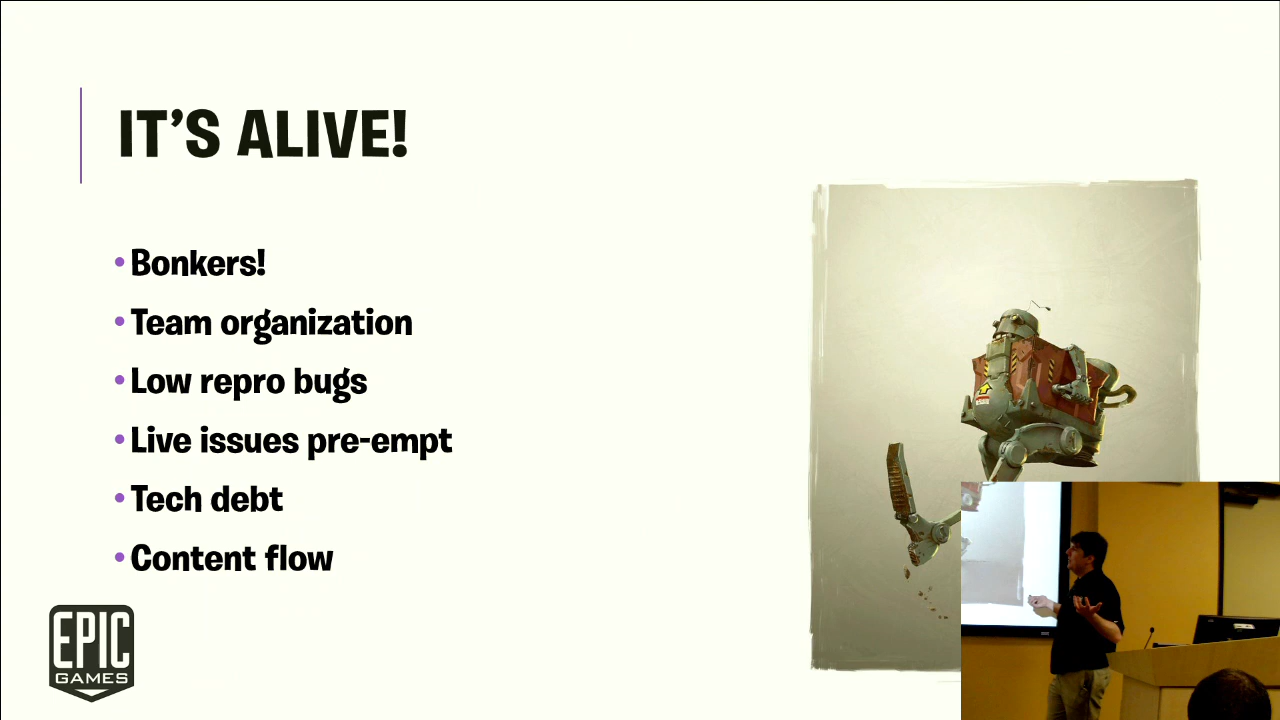 IT'S ALIVE!
Bonkers!
Team organization
Low repro bugs
Live issues pre-empt
Tech debt
Content flow
EPIC
GAMES